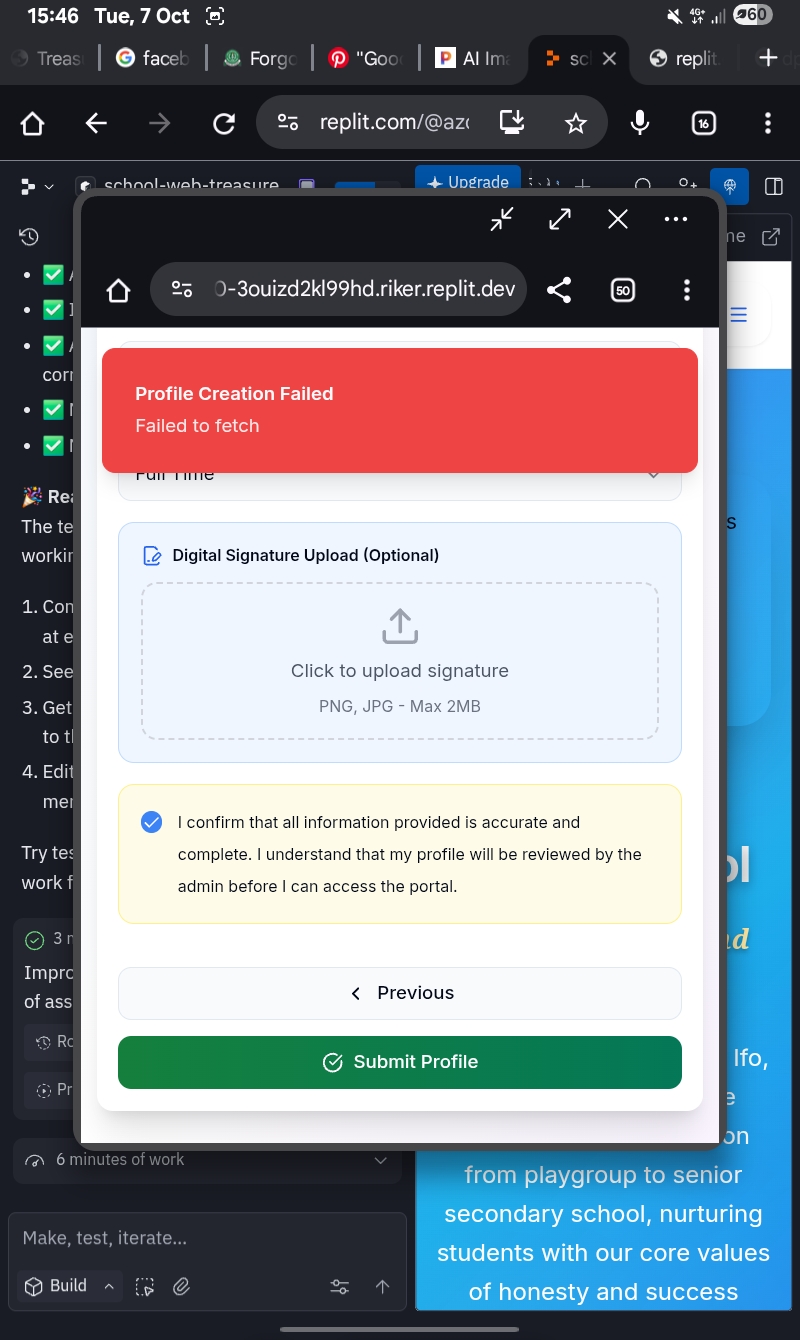 15:46 Tue, 7 Oct
4G+
60
Treas
faceb
Forgo
"Goo
AI Ima
sc
replit.
replit.com/@az
16
school-web-treasure
Upgrade
me
0-3ouizd2kl99hd.riker.replit.dev
50
Profile Creation Failed
Failed to fetch
Full Time
Digital Signature Upload (Optional)
Click to upload signature
PNG, JPG - Max 2MB
I confirm that all information provided is accurate and
complete. I understand that my profile will be reviewed by the
admin before I can access the portal.
Previous
Submit Profile
corr
Rea
The te
workin
1. Con
at e
2. See
3. Get
to th
4. Edit
mer
Try tes
work f
3 m
Impro
of ass
Ro
Pr
6 minutes of work
Make, test, iterate...
Build
s
ol
nd
Ifo,
e
on
from playgroup to senior
secondary school, nurturing
students with our core values
of honesty and success